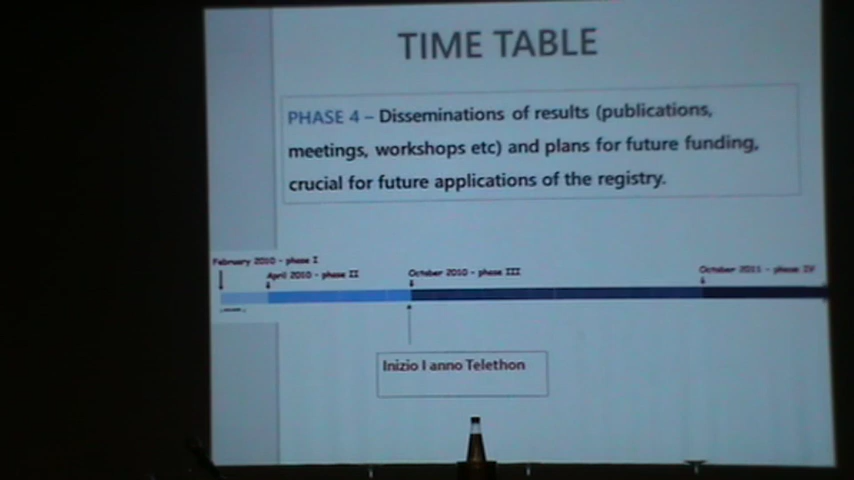 TIME TABLE
PHASE 4 – Disseminations of results (publications,
meetings, workshops etc) and plans for future funding,
crucial for future applications of the registry.
February 2010 - phase I
April 2010 - phase II
October 2010 - phase III
October 2011 - phase IV
Inizio I anno Telethon